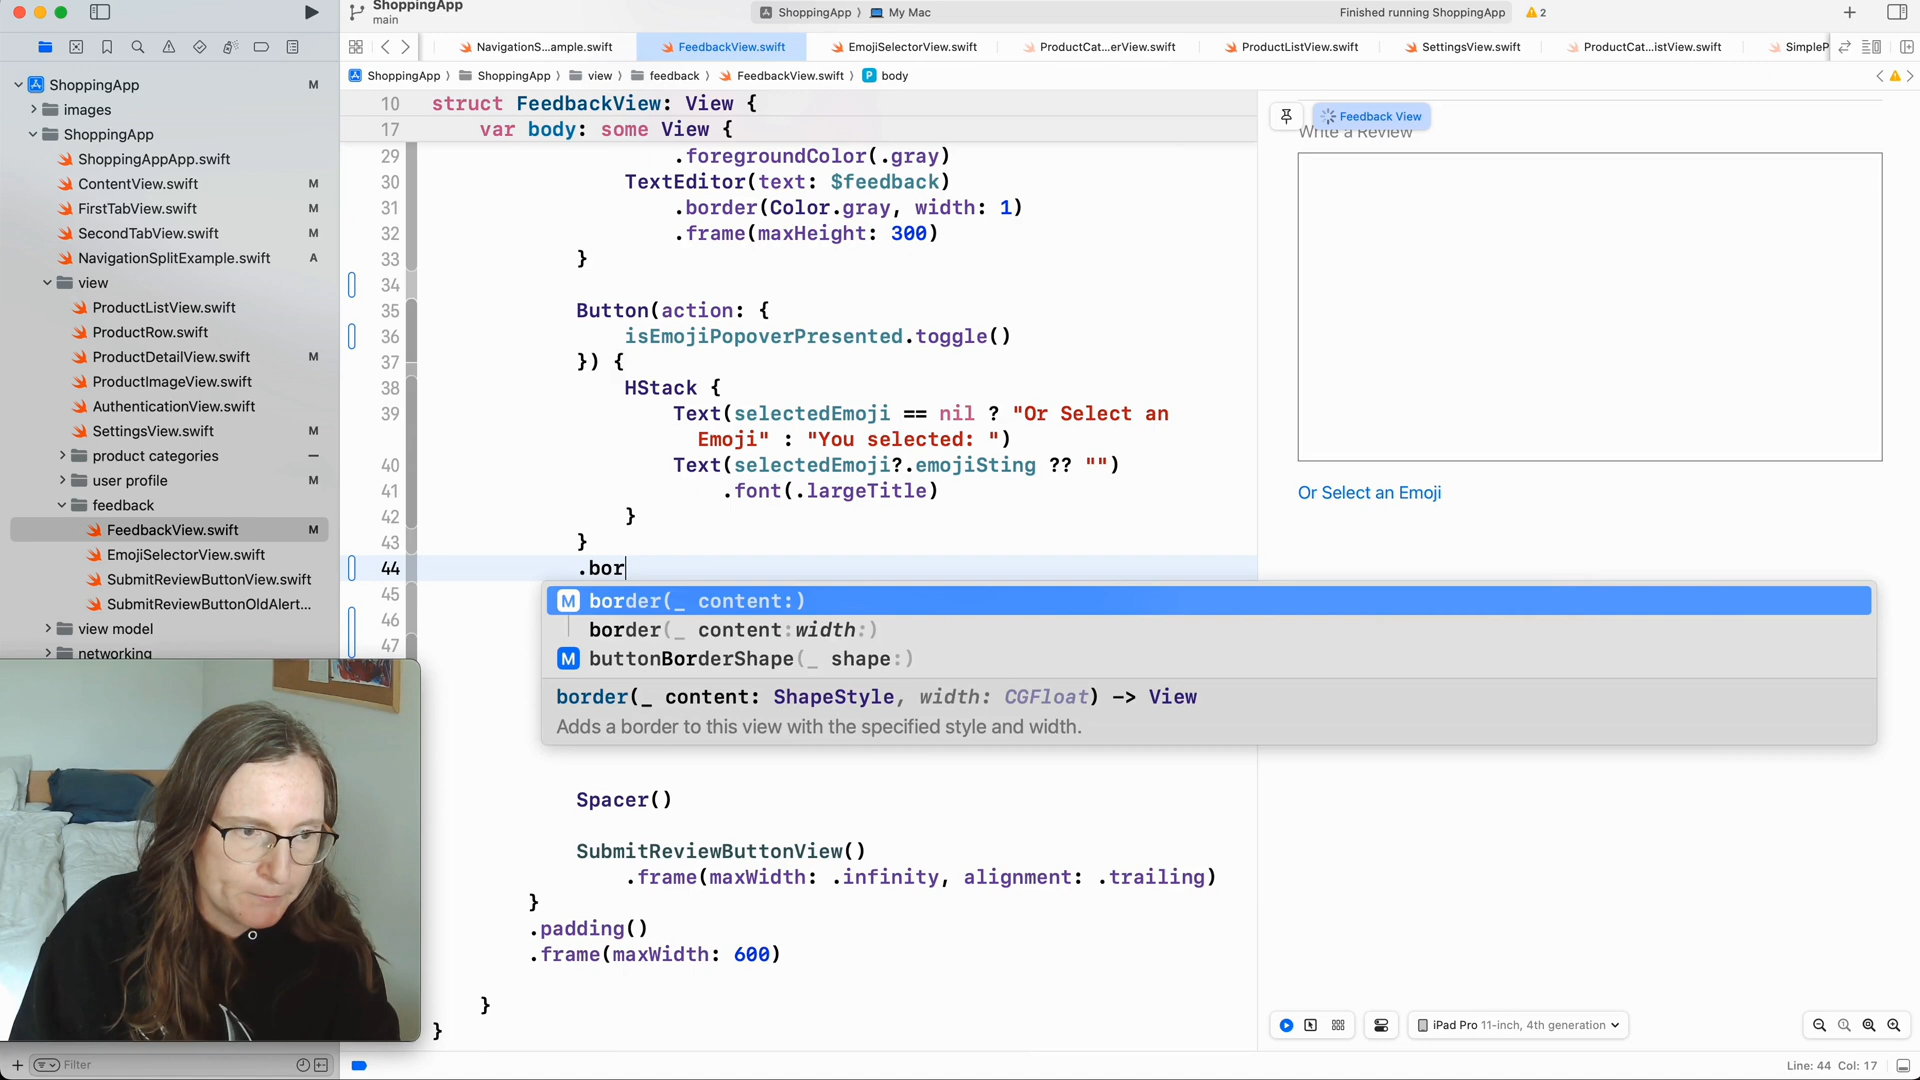 ShoppingApp
main
ShoppingApp 〉 My Mac
Finished running ShoppingApp
2
NavigationS...ample.swift
FeedbackView.swift
EmojiSelectorView.swift
ProductCat...erView.swift
ProductListView.swift
SettingsView.swift
ProductCat...istView.swift
SimpleP
ShoppingApp 〉 ShoppingApp 〉 view 〉 feedback 〉 FeedbackView.swift 〉 P body
ShoppingApp M
images
ShoppingApp
ShoppingAppApp.swift
ContentView.swift M
FirstTabView.swift M
SecondTabView.swift M
NavigationSplitExample.swift A
view
ProductListView.swift
ProductRow.swift
ProductDetailView.swift M
ProductImageView.swift
AuthenticationView.swift
SettingsView.swift M
product categories
user profile M
feedback
FeedbackView.swift M
EmojiSelectorView.swift
SubmitReviewButtonView.swift
SubmitReviewButtonOldAlert...
view model
networking
Filter
10 struct FeedbackView: View {
17 var body: some View {
29 .foregroundColor(.gray)
30 TextEditor(text: $feedback)
31 .border(Color.gray, width: 1)
32 .frame(maxHeight: 300)
33 }
34
35 Button(action: {
36 isEmojiPopoverPresented.toggle()
37 }) {
38 HStack {
39 Text(selectedEmoji == nil ? "Or Select an
Emoji" : "You selected: ")
40 Text(selectedEmoji?.emojiSting ?? "")
41 .font(.largeTitle)
42 }
43 }
44 .bor
45
46
47
M border(_ content:)
border(_ content:width:)
M buttonBorderShape(_ shape:)
border(_ content: ShapeStyle, width: CGFloat) -> View
Adds a border to this view with the specified style and width.
Spacer()
SubmitReviewButtonView()
.frame(maxWidth: .infinity, alignment: .trailing)
}
.padding()
.frame(maxWidth: 600)
}
}
Feedback View
Write a Review
Or Select an Emoji
iPad Pro 11-inch, 4th generation
Line: 44 Col: 17